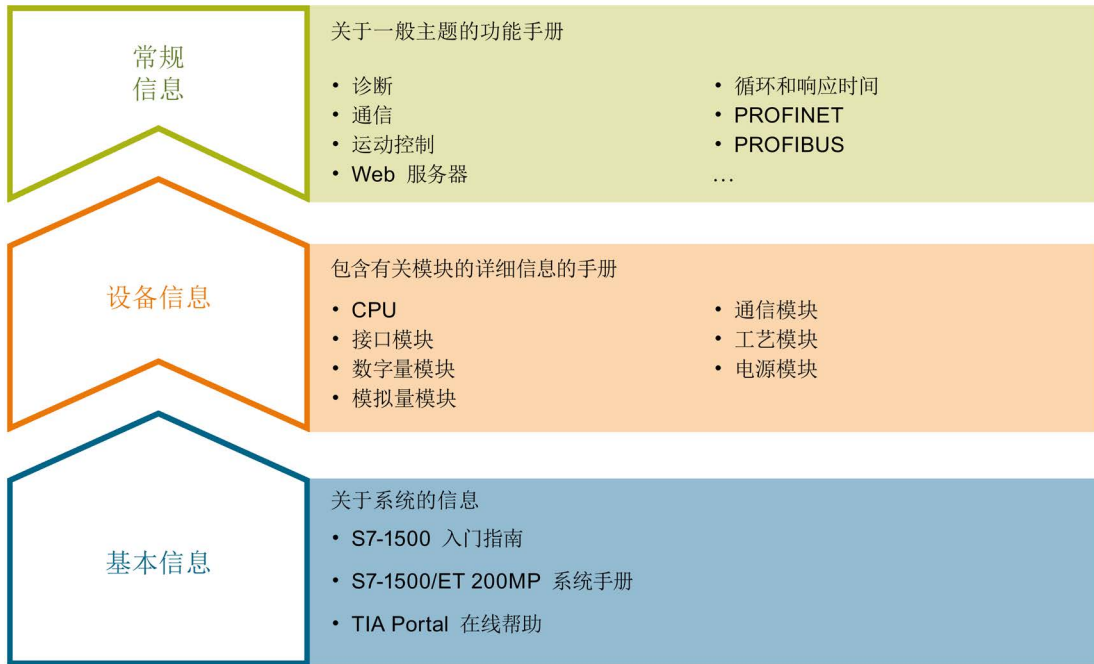 常规
信息
关于一般主题的功能手册
• 诊断
• 通信
• 运动控制
• Web 服务器
• 循环和响应时间
• PROFINET
• PROFIBUS
...
设备信息
包含有关模块的详细信息的手册
• CPU
• 接口模块
• 数字量模块
• 模拟量模块
• 通信模块
• 工艺模块
• 电源模块
基本信息
关于系统的信息
• S7-1500 入门指南
• S7-1500/ET 200MP 系统手册
• TIA Portal 在线帮助